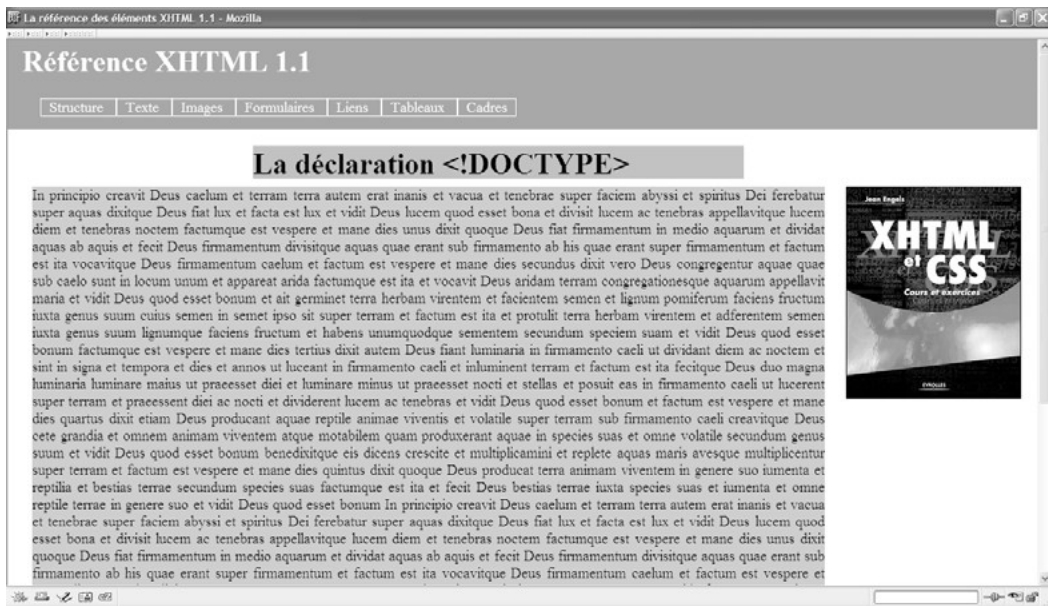 La référence des éléments XHTML 1.1 - Mozilla
Référence XHTML 1.1
Structure Texte Images Formulaires Liens Tableaux Cadres
La déclaration <!DOCTYPE>
In principio creavit Deus caelum et terram terra autem erat inanis et vacua et tenebrae super faciem abyssi et spiritus Dei ferebatur
super aquas dixitque Deus fiat lux et facta est lux et vidit Deus lucem quod esset bona et divisit lucem ac tenebras appellavitque lucem
diem et tenebras noctem factumque est vespere et mane dies unus dixit quoque Deus fiat firmamentum in medio aquarum et dividat
aquas ab aquis et fecit Deus firmamentum divisitque aquas quae erant sub firmamento ab his quae erant super firmamentum et factum
est ita vocavitque Deus firmamentum caelum et factum est vespere et mane dies secundus dixit vero Deus congregentur aquae quae
sub caelo sunt in locum unum et appareat arida factumque est ita et vocavit Deus aridam terram congregationesque aquarum appellavit
maria et vidit Deus quod esset bonum et ait germinet terra herbam virentem et facientem semen et lignum pomiferum faciens fructum
iuxta genus suum cuius semen in semet ipso sit super terram et factum est ita et protulit terra herbam virentem et adferentem semen
iuxta genus suum lignumque faciens fructum et habens unumquodque sementem secundum speciem suam et vidit Deus quod esset
bonum factumque est vespere et mane dies tertius dixit autem Deus fiant luminaria in firmamento caeli ut dividant diem ac noctem et
sint in signa et tempora et dies et annos ut luceant in firmamento caeli et inluminent terram et factum est ita fecitque Deus duo magna
luminaria luminare maius ut praeesset diei et luminare minus ut praeesset nocti et stellas et posuit eas in firmamento caeli ut lucerent
super terram et praeessent diei ac nocti et dividerent lucem ac tenebras et vidit Deus quod esset bonum et factum est vespere et mane
dies quartus dixit etiam Deus producant aquae reptile animae viventis et volatile super terram sub firmamento caeli creavitque Deus
cete grandia et omnem animam viventem atque motabilem quam produxerant aquae in species suas et omne volatile secundum genus
suum et vidit Deus quod esset bonum benedixitque eis dicens crescite et multiplicamini et replete aquas maris avesque multiplicentur
super terram et factum est vespere et mane dies quintus dixit quoque Deus producat terra animam viventem in genere suo iumenta et
reptilia et bestias terrae secundum species suas factumque est ita et fecit Deus bestias terrae iuxta species suas et iumenta et omne
reptile terrae in genere suo et vidit Deus quod esset bonum In principio creavit Deus caelum et terram terra autem erat inanis et vacua
et tenebrae super faciem abyssi et spiritus Dei ferebatur super aquas dixitque Deus fiat lux et facta est lux et vidit Deus lucem quod
esset bona et divisit lucem ac tenebras appellavitque lucem diem et tenebras noctem factumque est vespere et mane dies unus dixit
quoque Deus fiat firmamentum in medio aquarum et dividat aquas ab aquis et fecit Deus firmamentum divisitque aquas quae erant sub
firmamento ab his quae erant super firmamentum et factum est ita vocavitque Deus firmamentum caelum et factum est vespere et
Jean Engels
XHTML
et CSS
Cours et exercices
EYROLLES